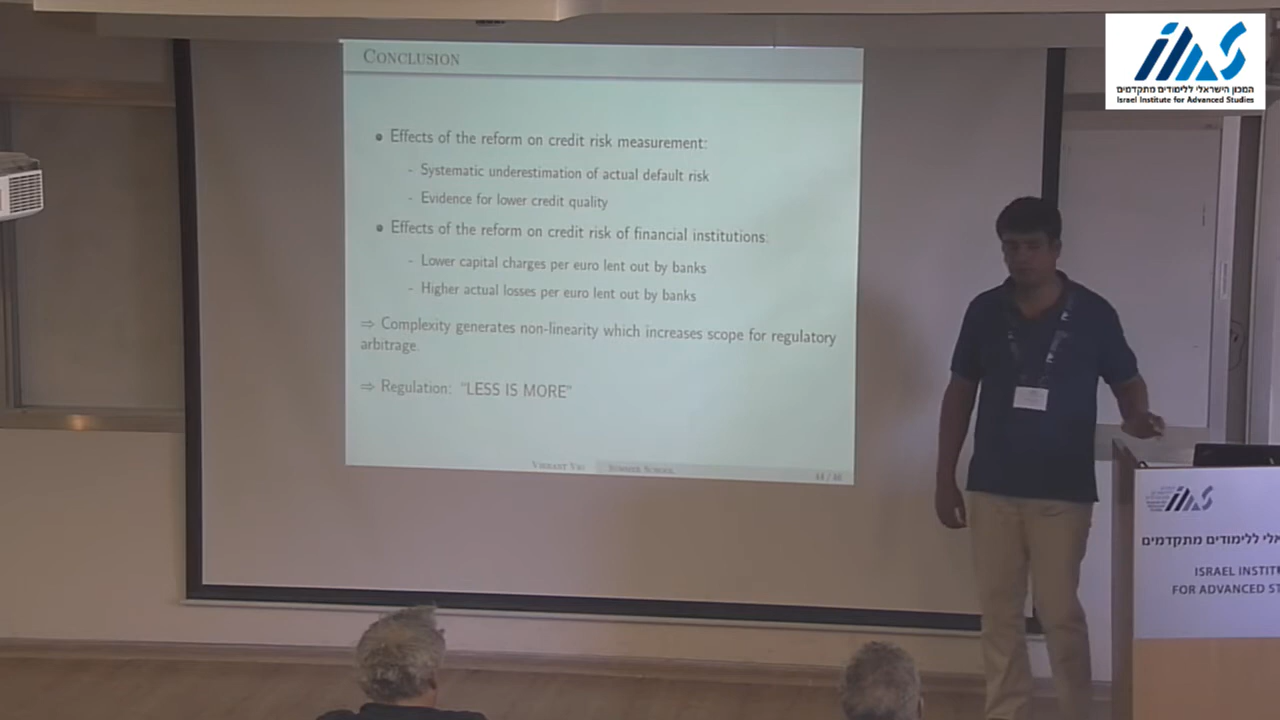 CONCLUSION
• Effects of the reform on credit risk measurement:
- Systematic underestimation of actual default risk
- Evidence for lower credit quality
• Effects of the reform on credit risk of financial institutions:
- Lower capital charges per euro lent out by banks
- Higher actual losses per euro lent out by banks
⇒ Complexity generates non-linearity which increases scope for regulatory
arbitrage.
⇒ Regulation: "LESS IS MORE"
VIKRANT VIG SUMMER SCHOOL
המכון הישראלי ללימודים מתקדמים
Israel Institute for Advanced Studies
ללימודים מתקדמים
ISRAEL INSTIT
FOR ADVANCED ST